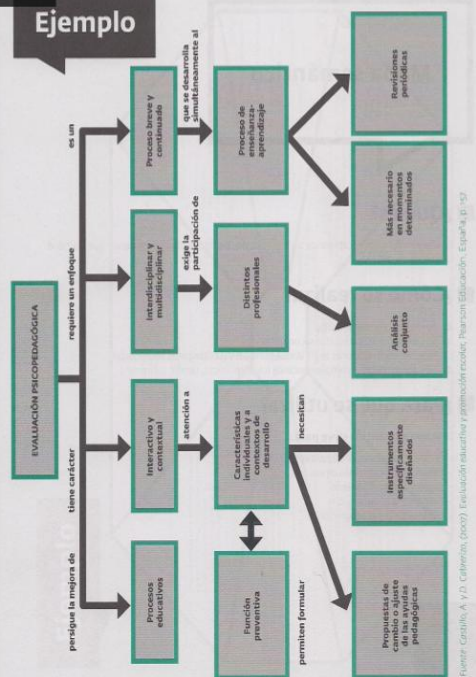 Ejemplo
EVALUACIÓN PSICOPEDAGÓGICA
persigue la mejora de
tiene carácter
requiere un enfoque
es un
Procesos
educativos
Interactivo y
contextual
Interdisciplinar y
multidisciplinar
Proceso breve y
continuado
atención a
exige la
participación de
que se desarrolla
simultáneamente al
Función
preventiva
Características
individuales y a
contextos de
desarrollo
Distintos
profesionales
Proceso de
enseñanza-
aprendizaje
permiten formular
necesitan
Propuestas de
cambio o ajuste
de las ayudas
pedagógicas
Instrumentos
específicamente
diseñados
Análisis
conjunto
Más necesario
en momentos
determinados
Revisiones
periódicas
Fuente: Castillo, A. y D. Cabrerizo, (2007). Evaluación educativa y promoción escolar. Pearson Educación. España, p. 157